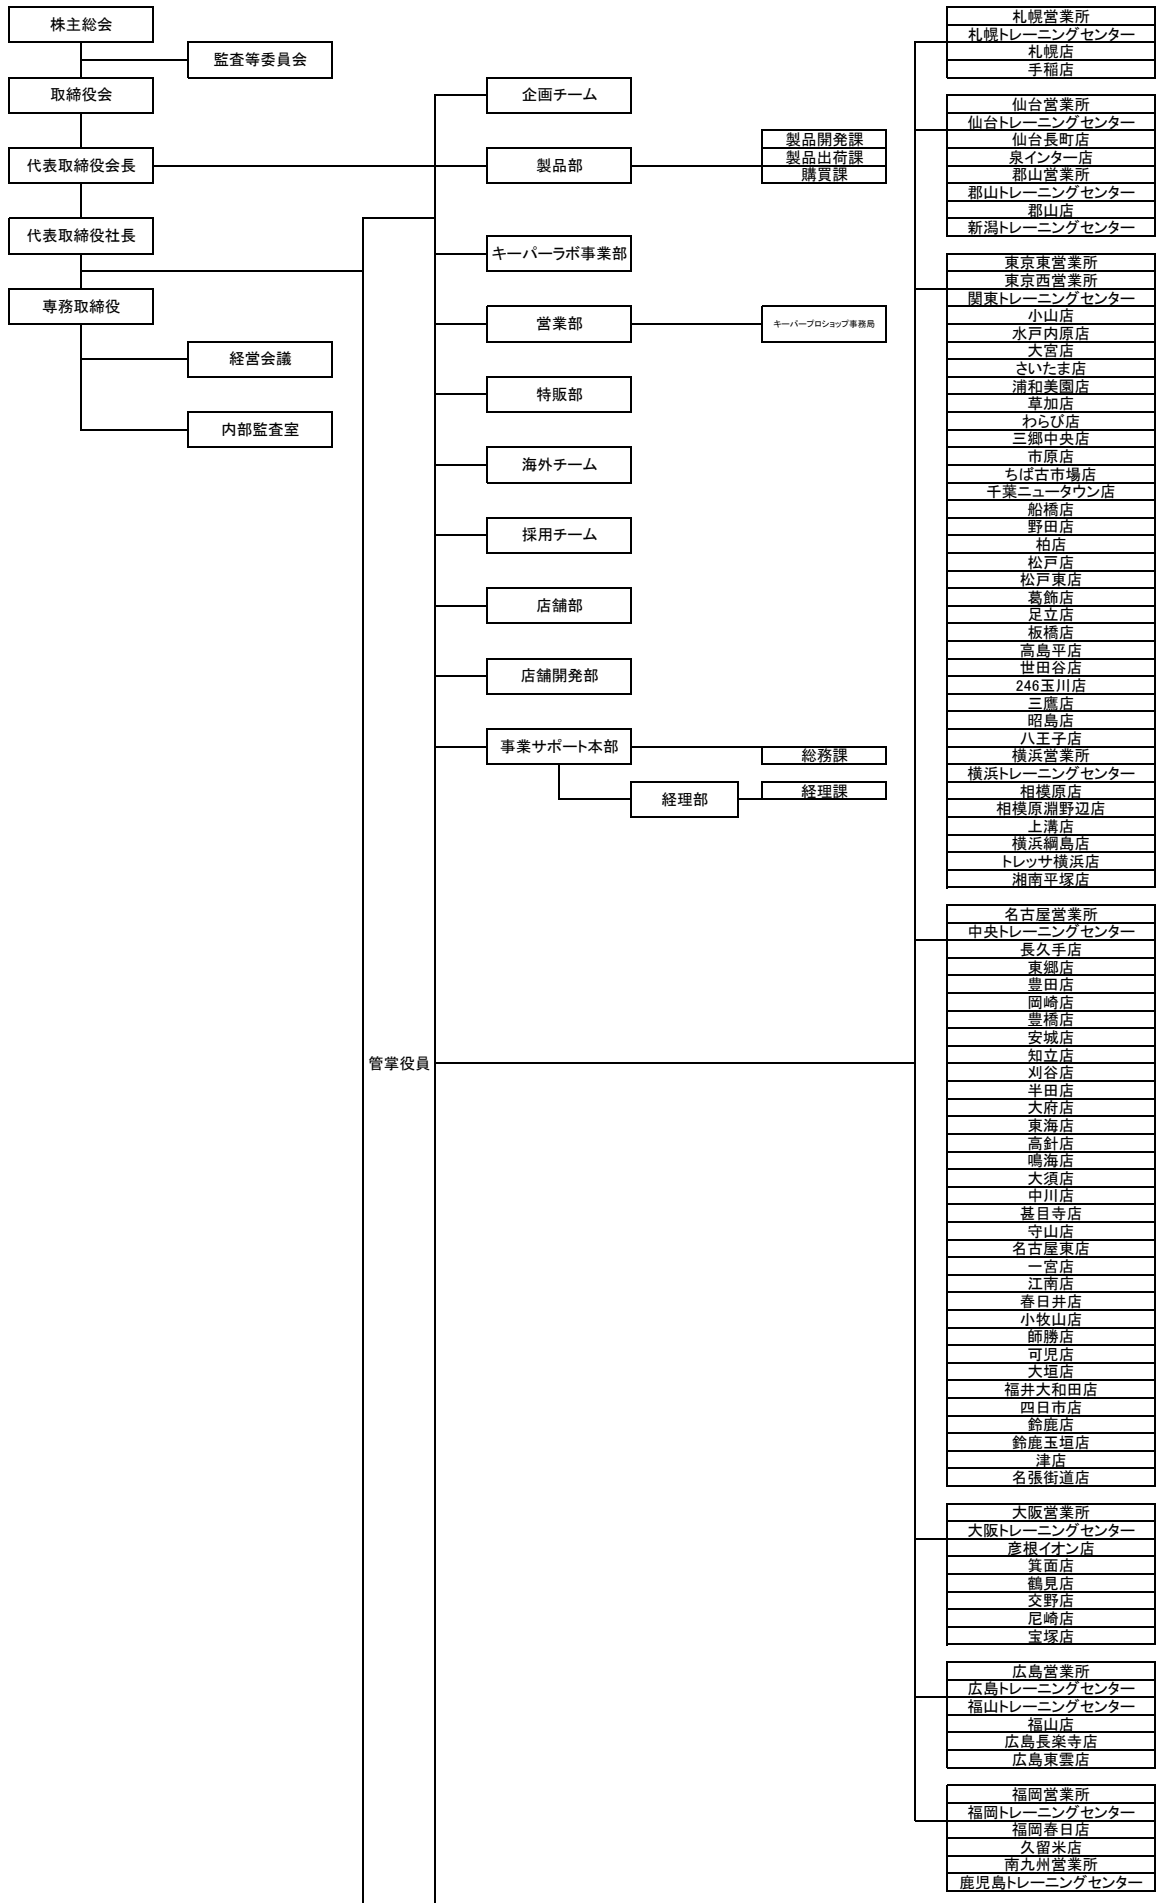 株主総会
監査等委員会
取締役会
代表取締役会長
代表取締役社長
専務取締役
経営会議
内部監査室
管掌役員
企画チーム
製品部
製品開発課
製品出荷課
購買課
キーパーラボ事業部
営業部
キーパープロショップ事務局
特販部
海外チーム
採用チーム
店舗部
店舗開発部
事業サポート本部
総務課
経理部
経理課
札幌営業所
札幌トレーニングセンター
札幌店
手稲店
仙台営業所
仙台トレーニングセンター
仙台長町店
泉インター店
郡山営業所
郡山トレーニングセンター
郡山店
新潟トレーニングセンター
東京東営業所
東京西営業所
関東トレーニングセンター
小山店
水戸内原店
大宮店
さいたま店
浦和美園店
草加店
わらび店
三郷中央店
市原店
ちば古市場店
千葉ニュータウン店
船橋店
野田店
柏店
松戸店
松戸東店
葛飾店
足立店
板橋店
高島平店
世田谷店
246玉川店
三鷹店
昭島店
八王子店
横浜営業所
横浜トレーニングセンター
相模原店
相模原淵野辺店
上溝店
横浜綱島店
トレッサ横浜店
湘南平塚店
名古屋営業所
中央トレーニングセンター
長久手店
東郷店
豊田店
岡崎店
豊橋店
安城店
知立店
刈谷店
半田店
大府店
東海店
高針店
鳴海店
大須店
中川店
甚目寺店
守山店
名古屋東店
一宮店
江南店
春日井店
小牧山店
師勝店
可児店
大垣店
福井大和田店
四日市店
鈴鹿店
鈴鹿玉垣店
津店
名張街道店
大阪営業所
大阪トレーニングセンター
彦根イオン店
箕面店
鶴見店
交野店
尼崎店
宝塚店
広島営業所
広島トレーニングセンター
福山トレーニングセンター
福山店
広島長楽寺店
広島東雲店
福岡営業所
福岡トレーニングセンター
福岡春日店
久留米店
南九州営業所
鹿児島トレーニングセンター